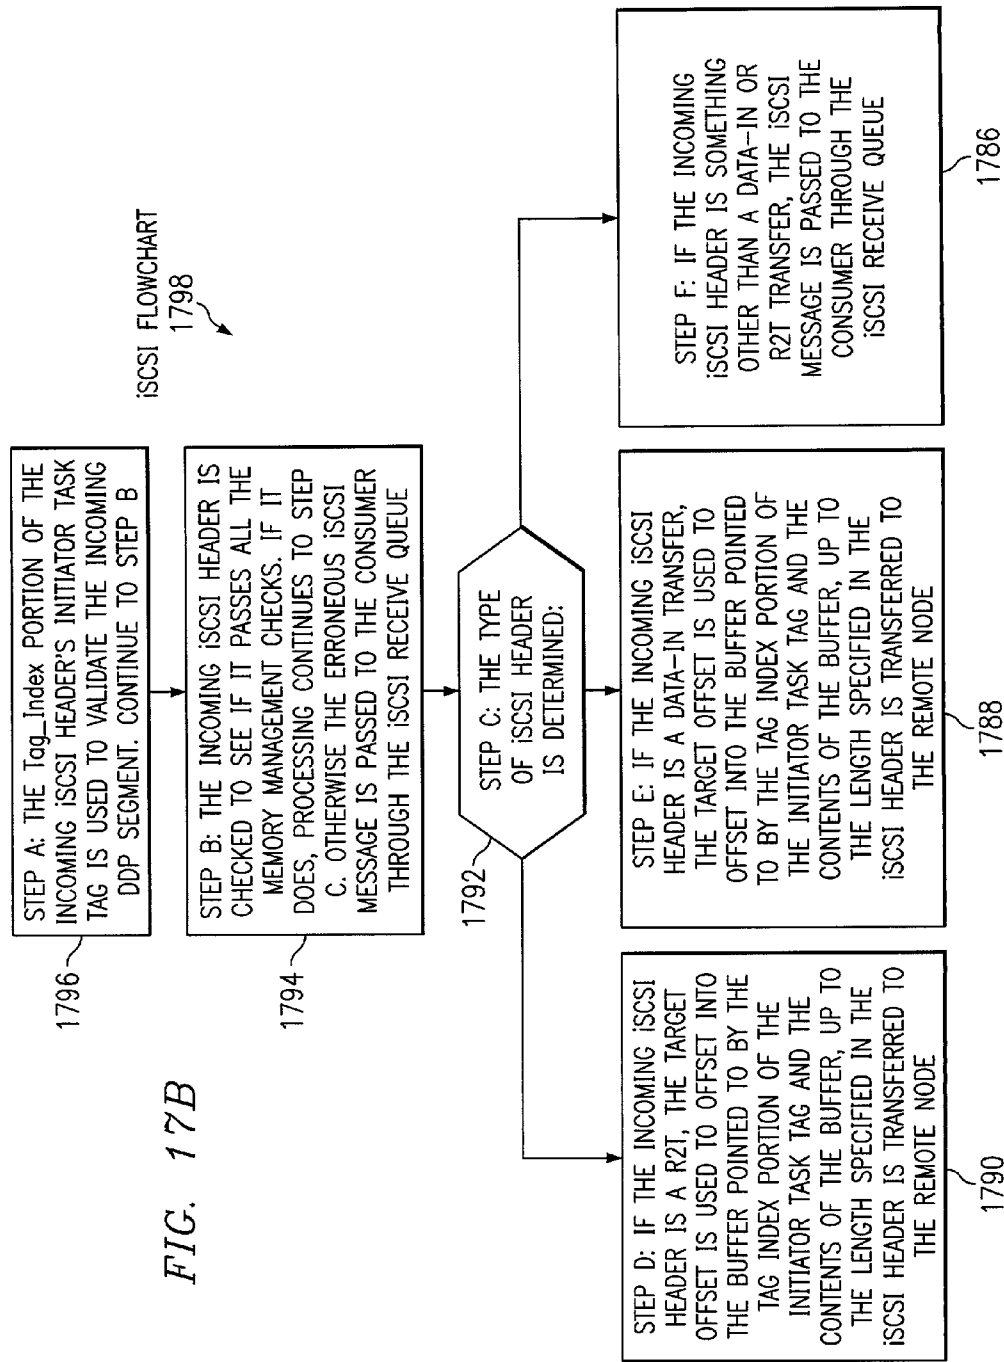 FIG. 17B
iSCSI FLOWCHART
1798
STEP A: THE Tag_Index PORTION OF THE
INCOMING iSCSI HEADER'S INITIATOR TASK
TAG IS USED TO VALIDATE THE INCOMING
DDP SEGMENT. CONTINUE TO STEP B
1796
STEP B: THE INCOMING iSCSI HEADER IS
CHECKED TO SEE IF IT PASSES ALL THE
MEMORY MANAGEMENT CHECKS. IF IT
DOES, PROCESSING CONTINUES TO STEP
C. OTHERWISE THE ERRONEOUS iSCSI
MESSAGE IS PASSED TO THE CONSUMER
THROUGH THE iSCSI RECEIVE QUEUE
1794
STEP C: THE TYPE
OF iSCSI HEADER
IS DETERMINED:
1792
STEP D: IF THE INCOMING iSCSI
HEADER IS A R2T, THE TARGET
OFFSET IS USED TO OFFSET INTO
THE BUFFER POINTED TO BY THE
TAG INDEX PORTION OF THE
INITIATOR TASK TAG AND THE
CONTENTS OF THE BUFFER, UP TO
THE LENGTH SPECIFIED IN THE
iSCSI HEADER IS TRANSFERRED TO
THE REMOTE NODE
1790
STEP E: IF THE INCOMING iSCSI
HEADER IS A DATA-IN TRANSFER,
THE TARGET OFFSET IS USED TO
OFFSET INTO THE BUFFER POINTED
TO BY THE TAG INDEX PORTION OF
THE INITIATOR TASK TAG AND THE
CONTENTS OF THE BUFFER, UP TO
THE LENGTH SPECIFIED IN THE
iSCSI HEADER IS TRANSFERRED TO
THE REMOTE NODE
1788
STEP F: IF THE INCOMING
iSCSI HEADER IS SOMETHING
OTHER THAN A DATA-IN OR
R2T TRANSFER, THE iSCSI
MESSAGE IS PASSED TO THE
CONSUMER THROUGH THE
iSCSI RECEIVE QUEUE
1786